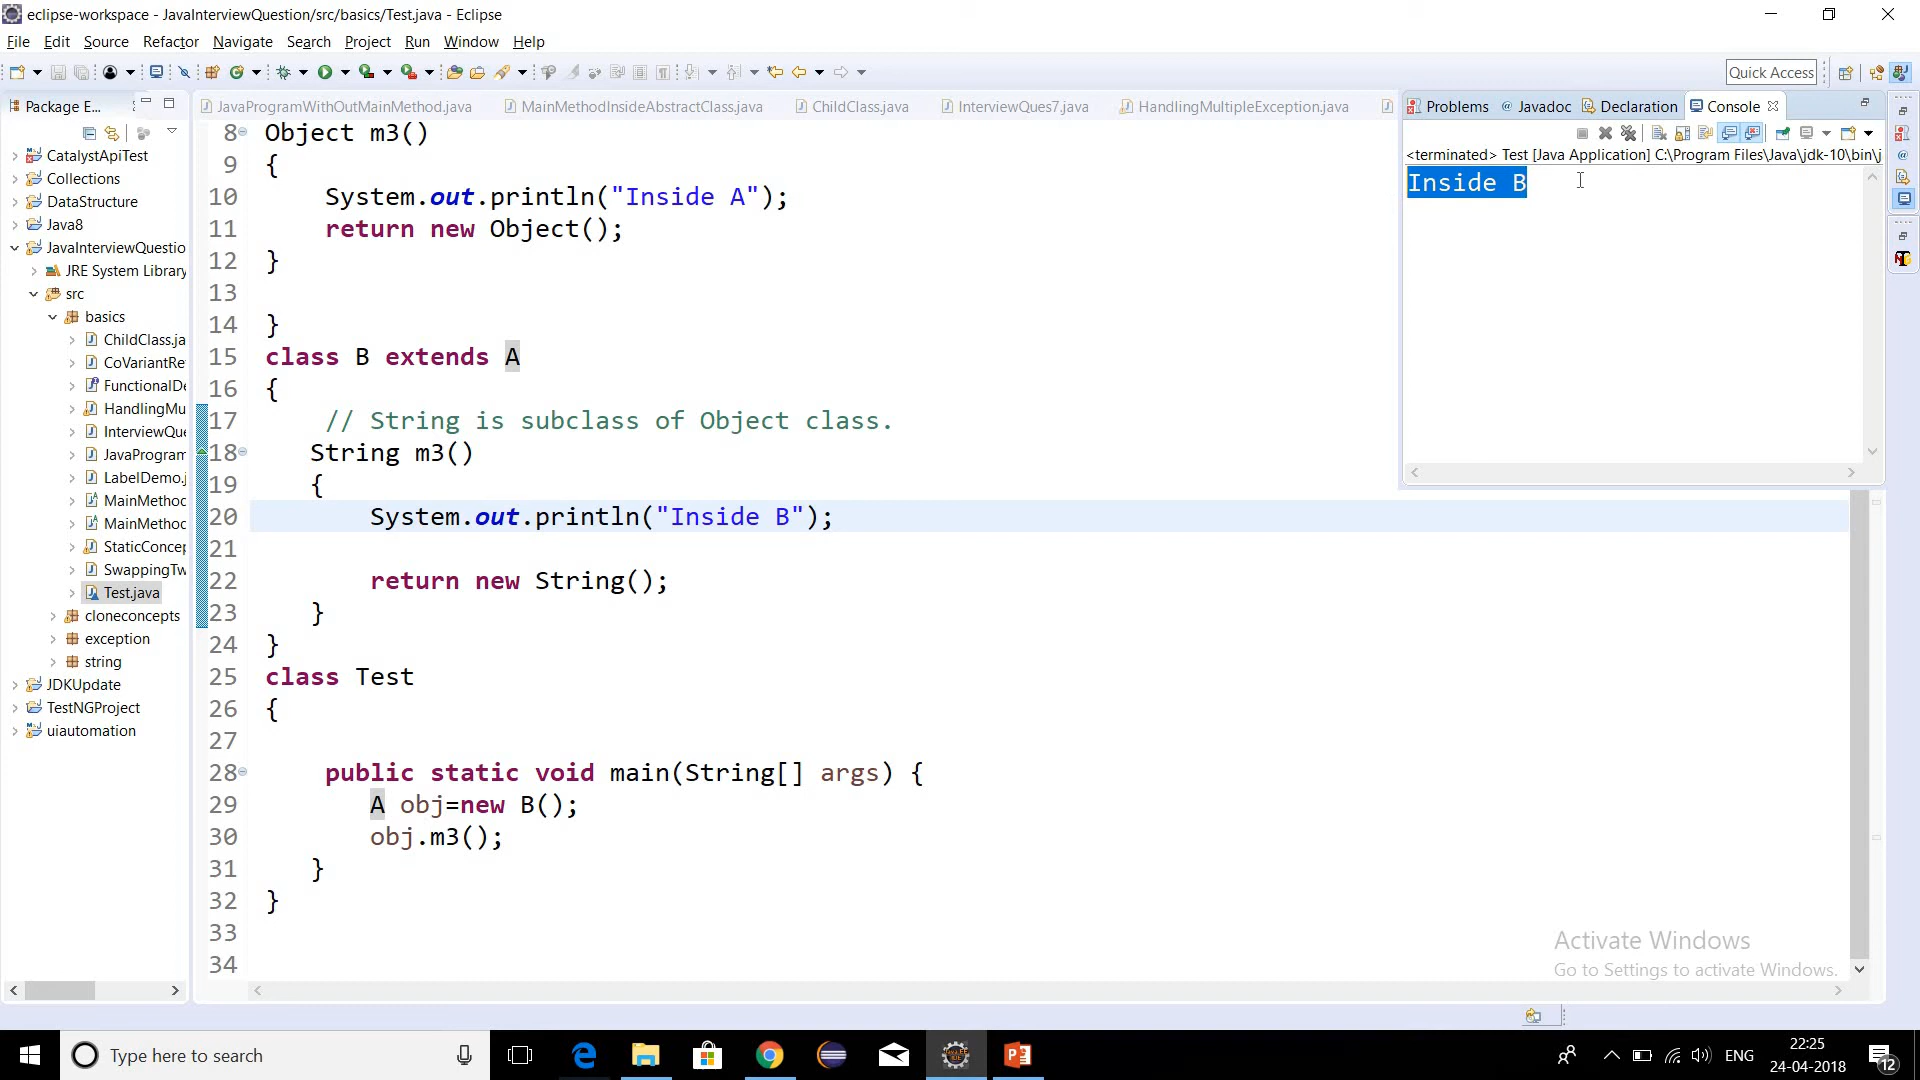 eclipse-workspace - JavaInterviewQuestion/src/basics/Test.java - Eclipse
File Edit Source Refactor Navigate Search Project Run Window Help
Quick Access
Package E...
JavaProgramWithOutMainMethod.java MainMethodInsideAbstractClass.java ChildClass.java InterviewQues7.java HandlingMultipleException.java
Problems @ Javadoc Declaration Console
<terminated> Test [Java Application] C:\Program Files\Java\jdk-10\bin\j
Inside B
CatalystApiTest
Collections
DataStructure
Java8
JavaInterviewQuestio
JRE System Library
src
basics
ChildClass.ja
CoVariantRe
FunctionalDe
HandlingMu
InterviewQue
JavaProgram
LabelDemo.j
MainMethod
MainMethod
StaticConcep
SwappingTw
Test.java
cloneconcepts
exception
string
JDKUpdate
TestNGProject
uiautomation
8 Object m3()
9 {
10 System.out.println("Inside A");
11 return new Object();
12 }
13
14 }
15 class B extends A
16 {
17 // String is subclass of Object class.
18 String m3()
19 {
20 System.out.println("Inside B");
21
22 return new String();
23 }
24 }
25 class Test
26 {
27
28 public static void main(String[] args) {
29 A obj=new B();
30 obj.m3();
31 }
32 }
33
34
Activate Windows
Go to Settings to activate Windows.
Type here to search
ENG
22:25
24-04-2018
12